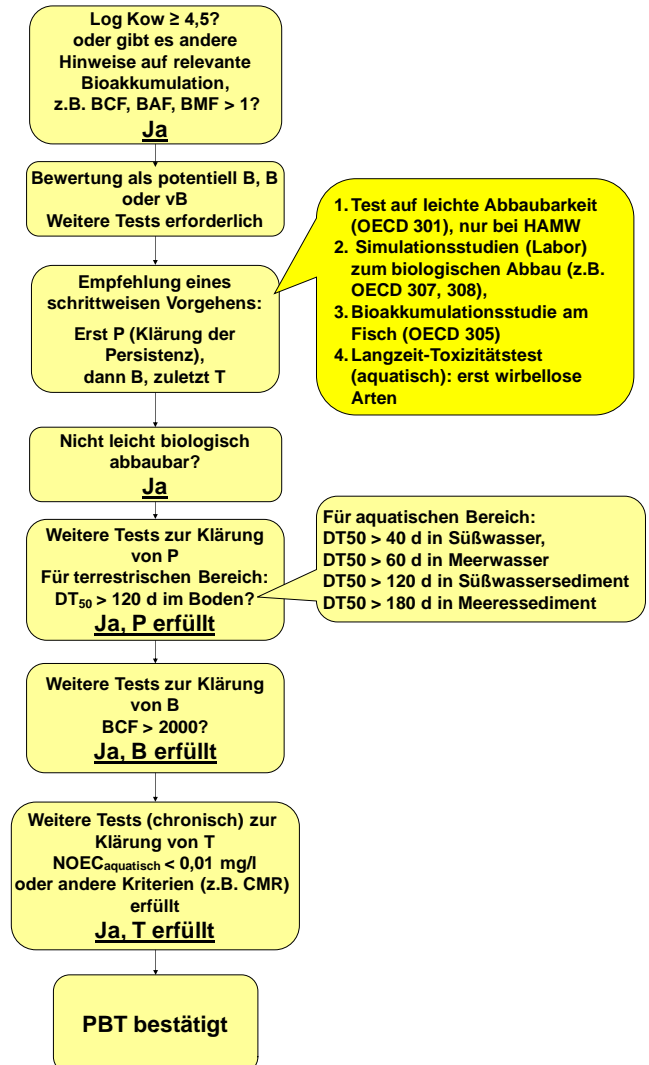 Log Kow ≥ 4,5?
oder gibt es andere
Hinweise auf relevante
Bioakkumulation,
z.B. BCF, BAF, BMF > 1?
Ja
Bewertung als potentiell B, B
oder vB
Weitere Tests erforderlich
Empfehlung eines
schrittweisen Vorgehens:
Erst P (Klärung der
Persistenz),
dann B, zuletzt T
1. Test auf leichte Abbaubarkeit
(OECD 301), nur bei HAMW
2. Simulationsstudien (Labor)
zum biologischen Abbau (z.B.
OECD 307, 308),
3. Bioakkumulationsstudie am
Fisch (OECD 305)
4. Langzeit-Toxizitätstest
(aquatisch): erst wirbellose
Arten
Nicht leicht biologisch
abbaubar?
Ja
Weitere Tests zur Klärung
von P
Für terrestrischen Bereich:
DT50 > 120 d im Boden?
Ja, P erfüllt
Für aquatischen Bereich:
DT50 > 40 d in Süßwasser,
DT50 > 60 d in Meerwasser
DT50 > 120 d in Süßwassersediment
DT50 > 180 d in Meeressediment
Weitere Tests zur Klärung
von B
BCF > 2000?
Ja, B erfüllt
Weitere Tests (chronisch) zur
Klärung von T
NOECaquatisch < 0,01 mg/l
oder andere Kriterien (z.B. CMR)
erfüllt
Ja, T erfüllt
PBT bestätigt